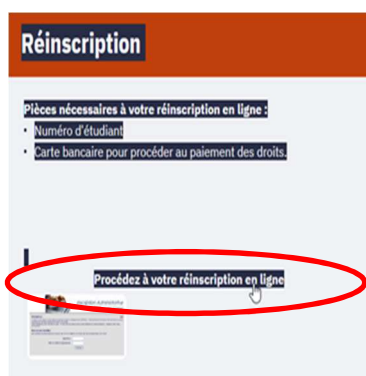 Réinscription
Pièces nécessaires à votre réinscription en ligne :
• Numéro d'étudiant
• Carte bancaire pour procéder au paiement des droits.
Procédez à votre réinscription en ligne